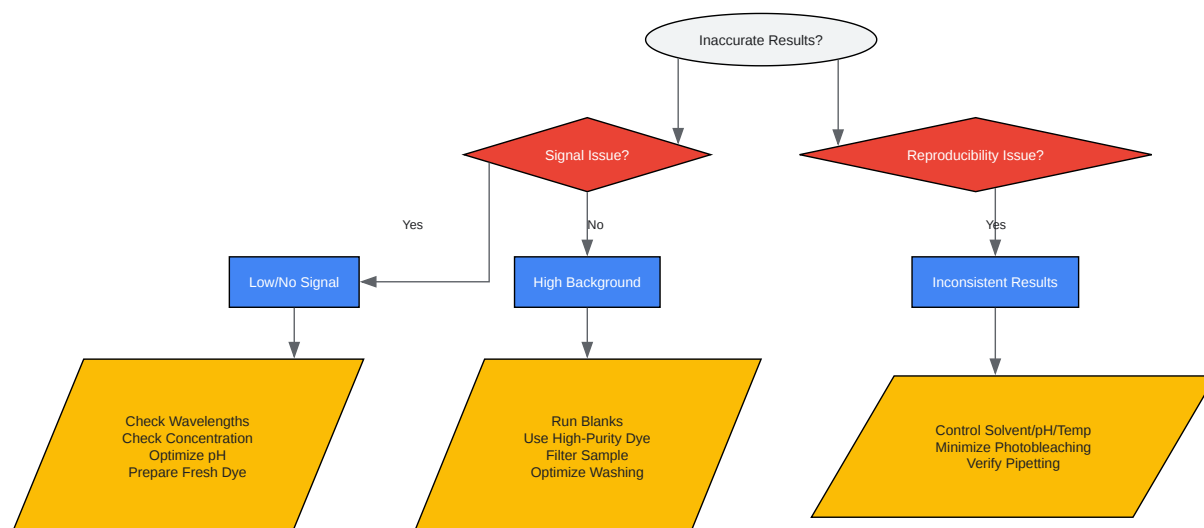 Inaccurate Results?
Signal Issue?
Reproducibility Issue?
Yes
No
Yes
Low/No Signal
High Background
Inconsistent Results
Check Wavelengths
Check Concentration
Optimize pH
Prepare Fresh Dye
Run Blanks
Use High-Purity Dye
Filter Sample
Optimize Washing
Control Solvent/pH/Temp
Minimize Photobleaching
Verify Pipetting